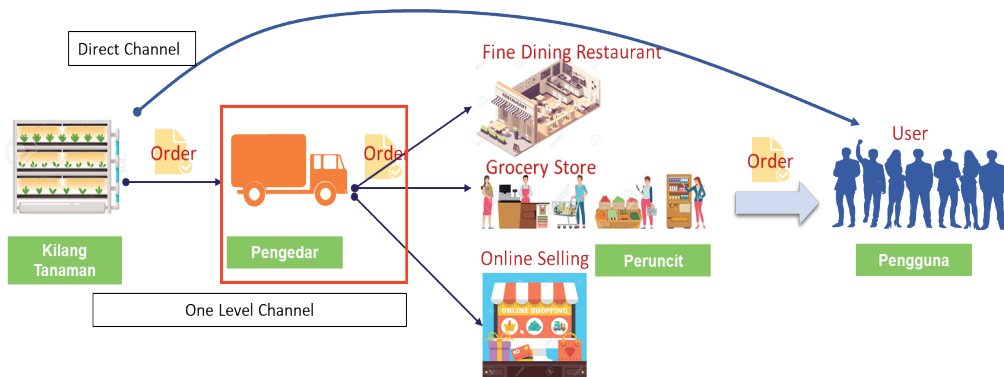 Direct Channel
Fine Dining Restaurant
RESTAURANT
Order
Order
Grocery Store
Order
User
Kilang
Tanaman
Pengedar
Online Selling
Peruncit
Pengguna
ONLINE SHOPPING
One Level Channel